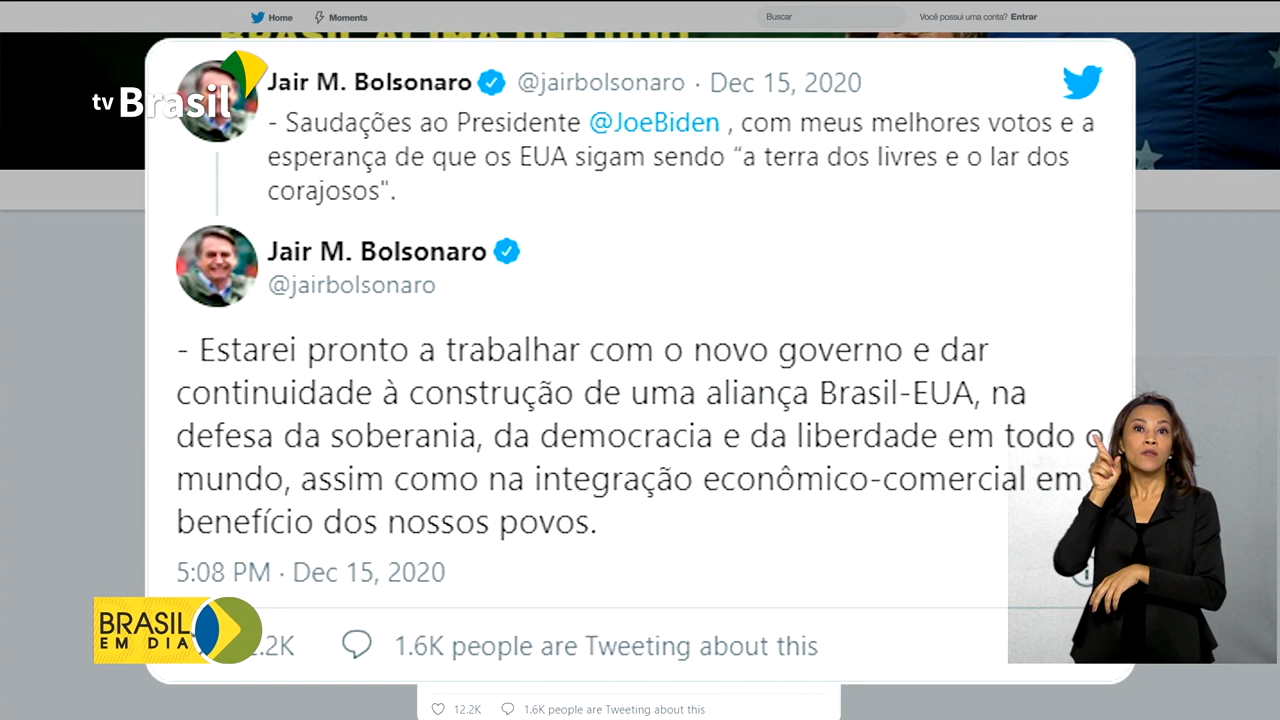 Home Moments Buscar Você possui uma conta? Entrar
tv Brasil
Jair M. Bolsonaro @jairbolsonaro · Dec 15, 2020
- Saudações ao Presidente @JoeBiden , com meus melhores votos e a
esperança de que os EUA sigam sendo “a terra dos livres e o lar dos
corajosos".
Jair M. Bolsonaro
@jairbolsonaro
- Estarei pronto a trabalhar com o novo governo e dar
continuidade à construção de uma aliança Brasil-EUA, na
defesa da soberania, da democracia e da liberdade em todo o
mundo, assim como na integração econômico-comercial em
benefício dos nossos povos.
5:08 PM · Dec 15, 2020
BRASIL
EM DIA
.2K 1.6K people are Tweeting about this
12.2K 1.6K people are Tweeting about this